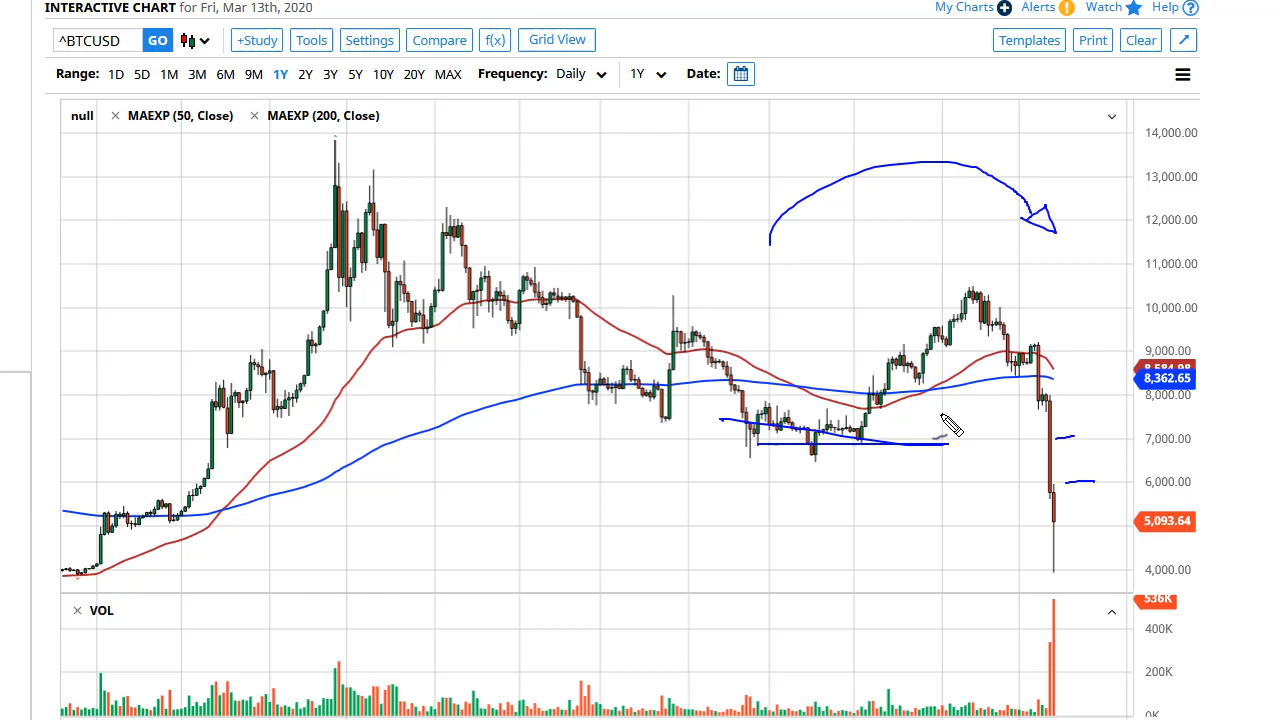 INTERACTIVE CHART for Fri, Mar 13th, 2020
My Charts Alerts Watch Help
^BTCUSD GO +Study Tools Settings Compare f(x) Grid View Templates Print Clear
Range: 1D 5D 1M 3M 6M 9M 1Y 2Y 3Y 5Y 10Y 20Y MAX Frequency: Daily 1Y Date:
null × MAEXP (50, Close) × MAEXP (200, Close)
14,000.00
13,000.00
12,000.00
11,000.00
10,000.00
9,000.00
8,584.98
8,362.65
8,000.00
7,000.00
6,000.00
5,093.64
4,000.00
× VOL
536K
400K
200K
0K